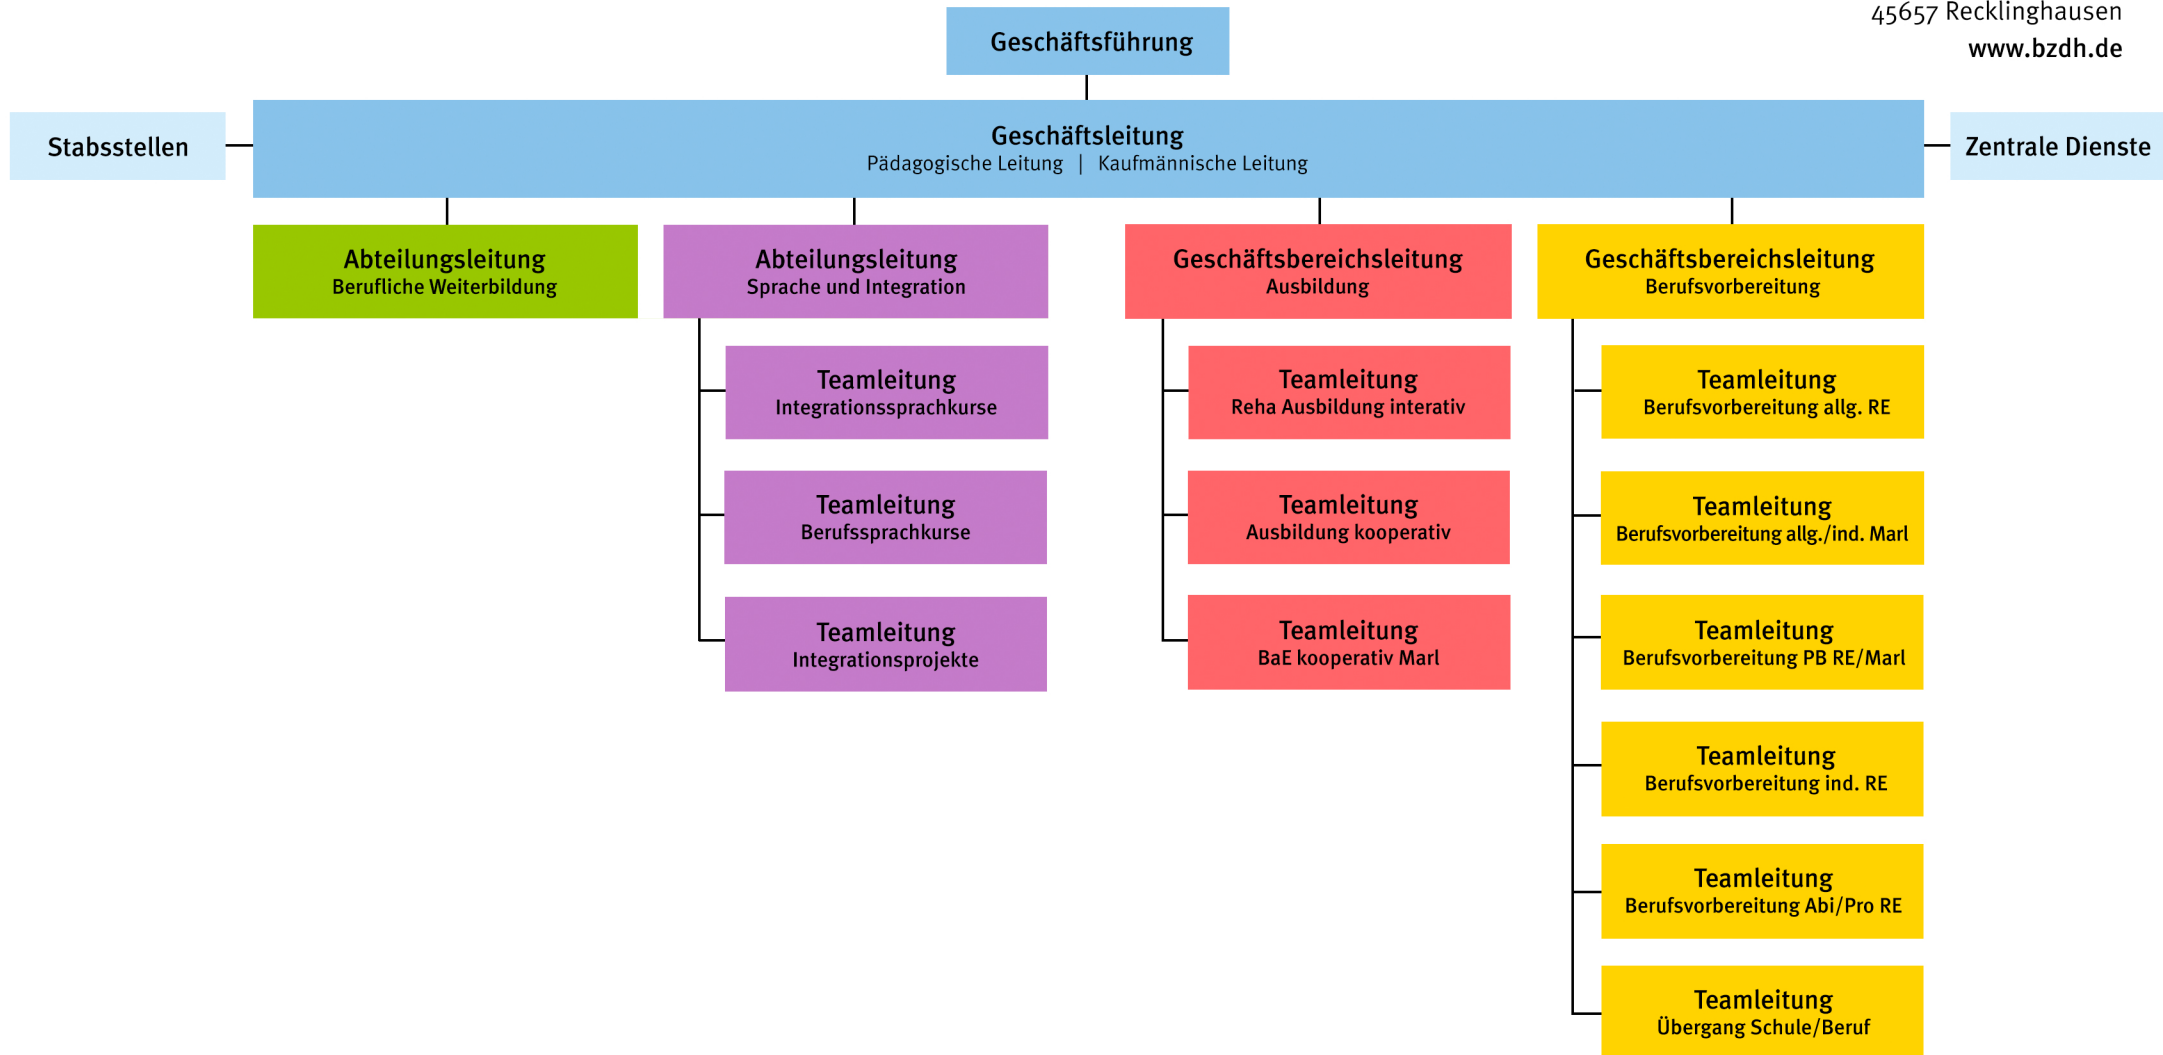 45657 Recklinghausen
www.bzdh.de
Geschäftsführung
Stabsstellen
Geschäftsleitung
Pädagogische Leitung | Kaufmännische Leitung
Zentrale Dienste
Abteilungsleitung
Berufliche Weiterbildung
Abteilungsleitung
Sprache und Integration
Teamleitung
Integrationssprachkurse
Teamleitung
Berufssprachkurse
Teamleitung
Integrationsprojekte
Geschäftsbereichsleitung
Ausbildung
Teamleitung
Reha Ausbildung interativ
Teamleitung
Ausbildung kooperativ
Teamleitung
BaE kooperativ Marl
Geschäftsbereichsleitung
Berufsvorbereitung
Teamleitung
Berufsvorbereitung allg. RE
Teamleitung
Berufsvorbereitung allg./ind. Marl
Teamleitung
Berufsvorbereitung PB RE/Marl
Teamleitung
Berufsvorbereitung ind. RE
Teamleitung
Berufsvorbereitung Abi/Pro RE
Teamleitung
Übergang Schule/Beruf